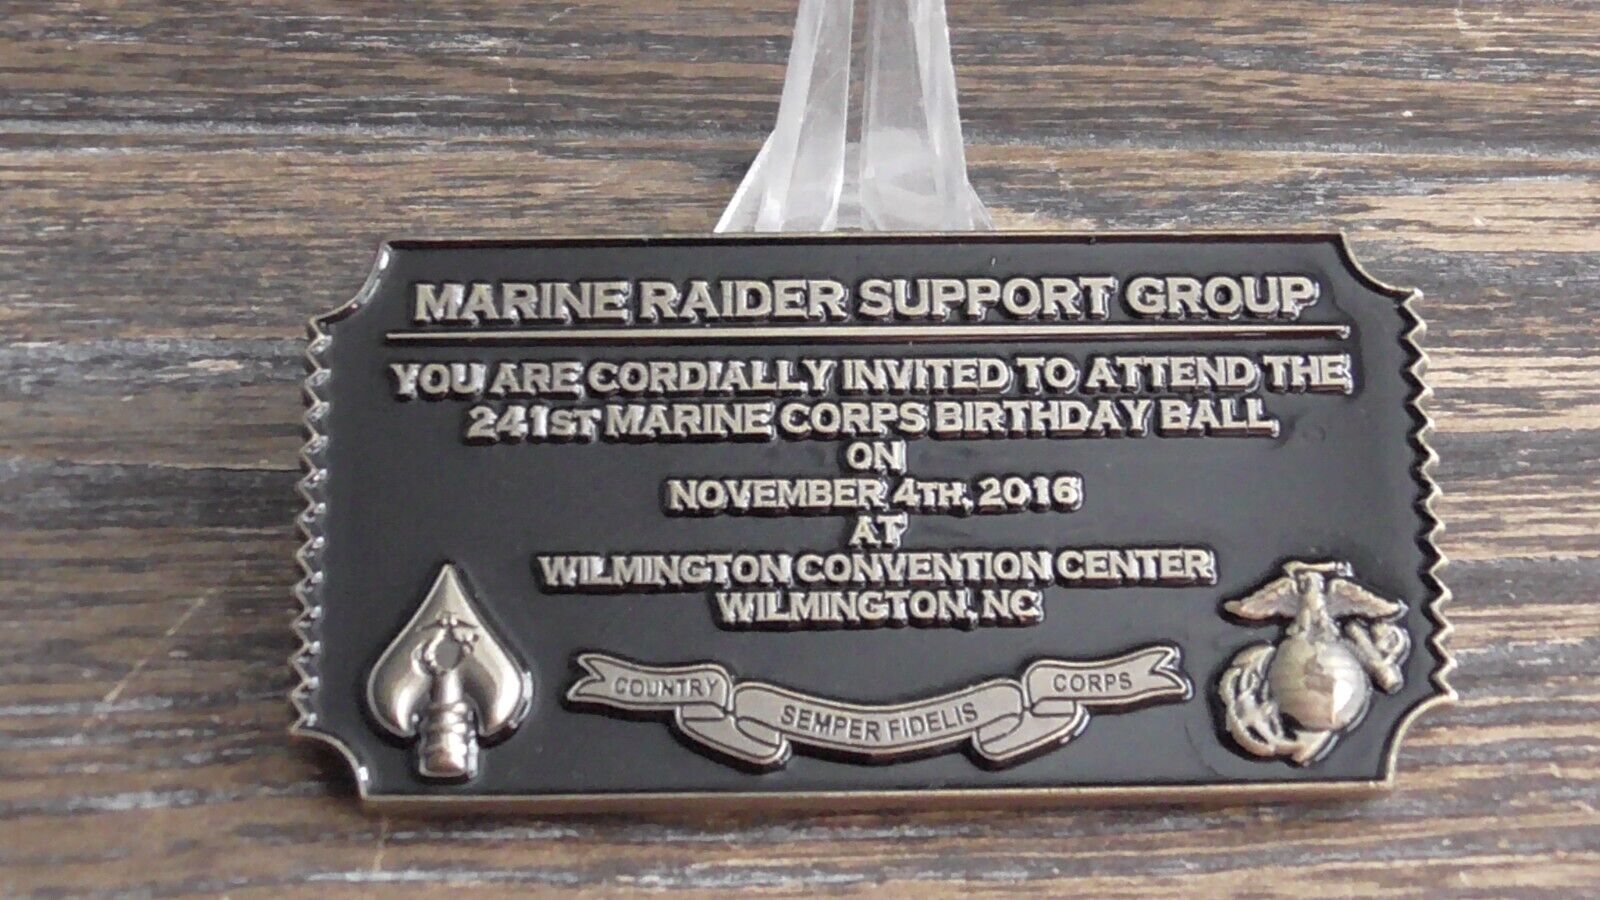 MARINE RAIDER SUPPORT GROUP
YOU ARE CORDIALLY INVITED TO ATTEND THE
241ST MARINE CORPS BIRTHDAY BALL
ON
NOVEMBER 4TH, 2016
AT
WILMINGTON CONVENTION CENTER
WILMINGTON, NC
COUNTRY
SEMPER FIDELIS
CORPS